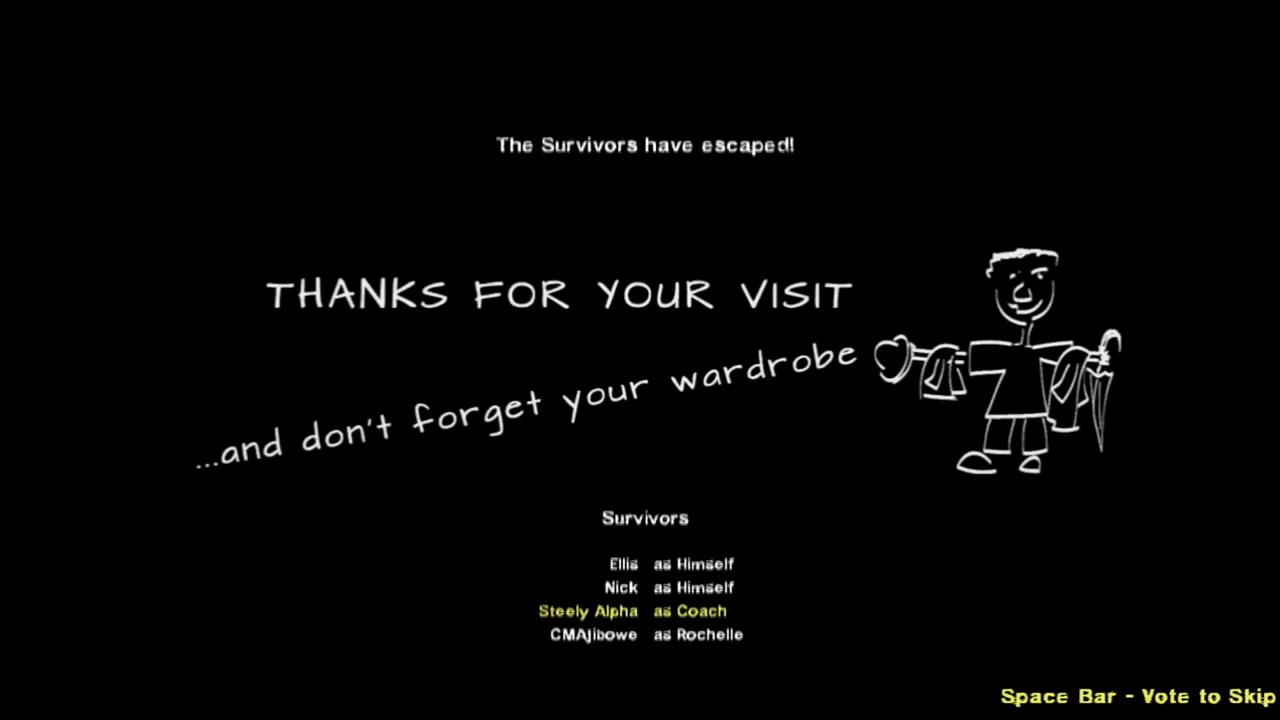 The Survivors have escaped!
THANKS FOR YOUR VISIT
...and don't forget your wardrobe
Survivors
Ellis as Himself
Nick as Himself
Steely Alpha as Coach
CMAjibowe as Rochelle
Space Bar - Vote to Skip